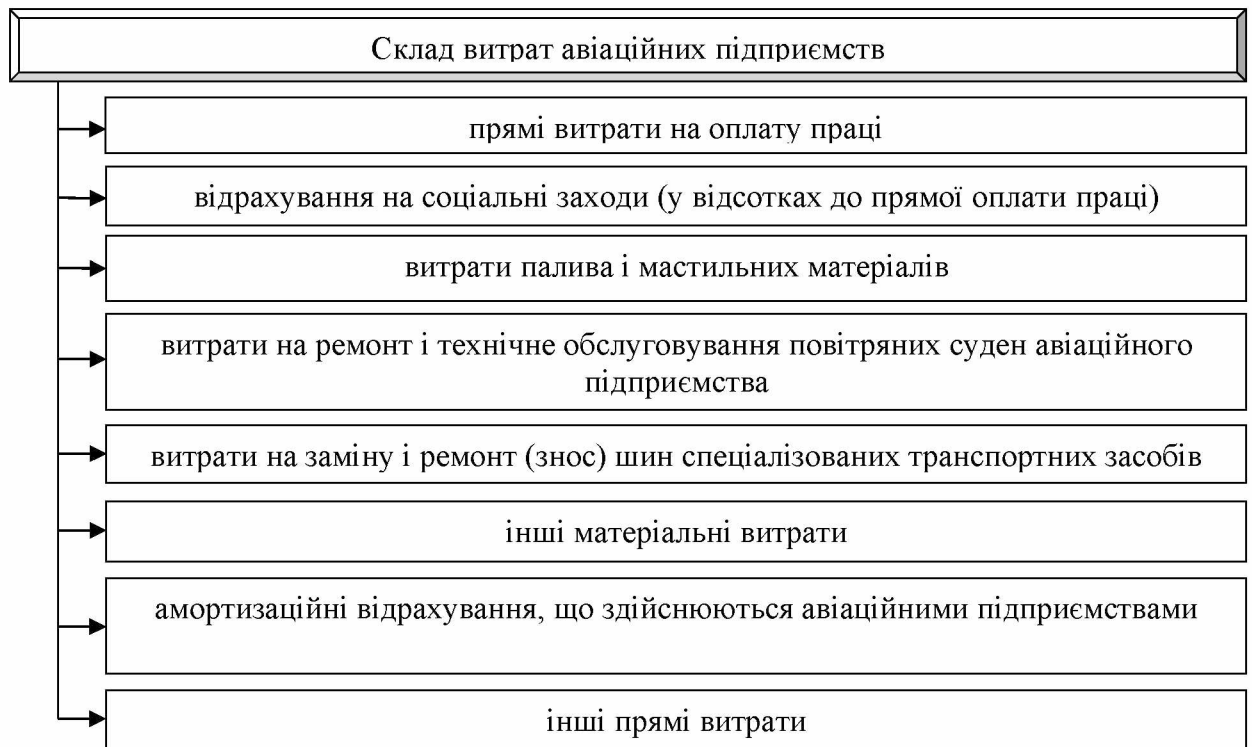 Склад витрат авіаційних підприємств
прямі витрати на оплату праці
відрахування на соціальні заходи (у відсотках до прямої оплати праці)
витрати палива і мастильних матеріалів
витрати на ремонт і технічне обслуговування повітряних суден авіаційного
підприємства
витрати на заміну і ремонт (знос) шин спеціалізованих транспортних засобів
інші матеріальні витрати
амортизаційні відрахування, що здійснюються авіаційними підприємствами
інші прямі витрати